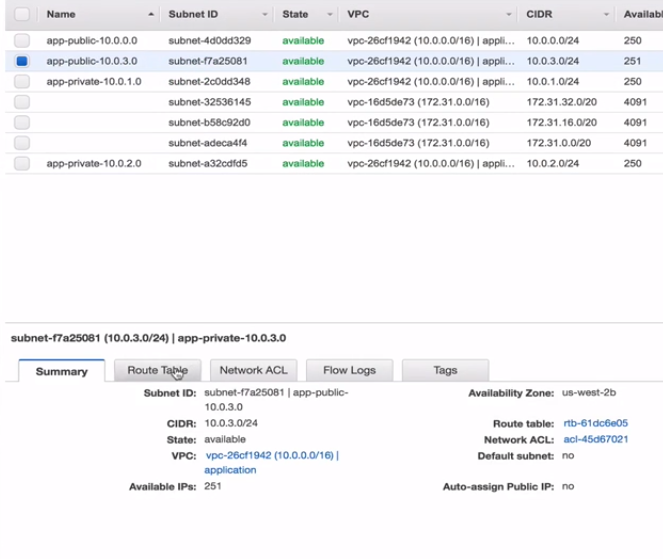 Name Subnet ID State VPC CIDR Availabl
app-public-10.0.0.0 subnet-4d0dd329 available vpc-26cf1942 (10.0.0.0/16) | appli... 10.0.0.0/24 250
app-public-10.0.3.0 subnet-f7a25081 available vpc-26cf1942 (10.0.0.0/16) | appli... 10.0.3.0/24 251
app-private-10.0.1.0 subnet-2c0dd348 available vpc-26cf1942 (10.0.0.0/16) | appli... 10.0.1.0/24 250
subnet-32536145 available vpc-16d5de73 (172.31.0.0/16) 172.31.32.0/20 4091
subnet-b58c92d0 available vpc-16d5de73 (172.31.0.0/16) 172.31.16.0/20 4091
subnet-adeca4f4 available vpc-16d5de73 (172.31.0.0/16) 172.31.0.0/20 4091
app-private-10.0.2.0 subnet-a32cdfd5 available vpc-26cf1942 (10.0.0.0/16) | appli... 10.0.2.0/24 250
subnet-f7a25081 (10.0.3.0/24) | app-private-10.0.3.0
Summary Route Table Network ACL Flow Logs Tags
Subnet ID: subnet-f7a25081 | app-public-
10.0.3.0
CIDR: 10.0.3.0/24
State: available
VPC: vpc-26cf1942 (10.0.0.0/16) |
application
Available IPs: 251
Availability Zone: us-west-2b
Route table: rtb-61dc6e05
Network ACL: acl-45d67021
Default subnet: no
Auto-assign Public IP: no